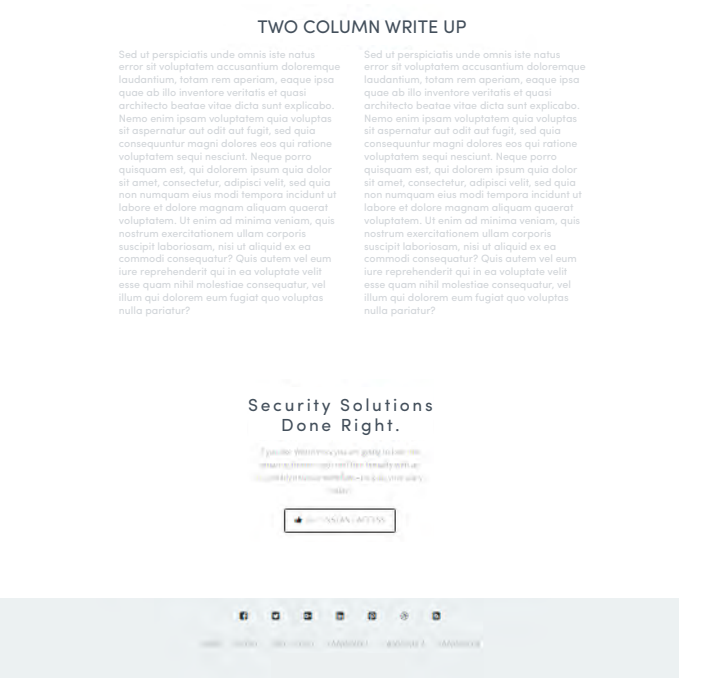 TWO COLUMN WRITE UP
Sed ut perspiciatis unde omnis iste natus
error sit voluptatem accusantium doloremque
laudantium, totam rem aperiam, eaque ipsa
quae ab illo inventore veritatis et quasi
architecto beatae vitae dicta sunt explicabo.
Nemo enim ipsam voluptatem quia voluptas
sit aspernatur aut odit aut fugit, sed quia
consequuntur magni dolores eos qui ratione
voluptatem sequi nesciunt. Neque porro
quisquam est, qui dolorem ipsum quia dolor
sit amet, consectetur, adipisci velit, sed quia
non numquam eius modi tempora incidunt ut
labore et dolore magnam aliquam quaerat
voluptatem. Ut enim ad minima veniam, quis
nostrum exercitationem ullam corporis
suscipit laboriosam, nisi ut aliquid ex ea
commodi consequatur? Quis autem vel eum
iure reprehenderit qui in ea voluptate velit
esse quam nihil molestiae consequatur, vel
illum qui dolorem eum fugiat quo voluptas
nulla pariatur?
Sed ut perspiciatis unde omnis iste natus
error sit voluptatem accusantium doloremque
laudantium, totam rem aperiam, eaque ipsa
quae ab illo inventore veritatis et quasi
architecto beatae vitae dicta sunt explicabo.
Nemo enim ipsam voluptatem quia voluptas
sit aspernatur aut odit aut fugit, sed quia
consequuntur magni dolores eos qui ratione
voluptatem sequi nesciunt. Neque porro
quisquam est, qui dolorem ipsum quia dolor
sit amet, consectetur, adipisci velit, sed quia
non numquam eius modi tempora incidunt ut
labore et dolore magnam aliquam quaerat
voluptatem. Ut enim ad minima veniam, quis
nostrum exercitationem ullam corporis
suscipit laboriosam, nisi ut aliquid ex ea
commodi consequatur? Quis autem vel eum
iure reprehenderit qui in ea voluptate velit
esse quam nihil molestiae consequatur, vel
illum qui dolorem eum fugiat quo voluptas
nulla pariatur?
Security Solutions
Done Right.